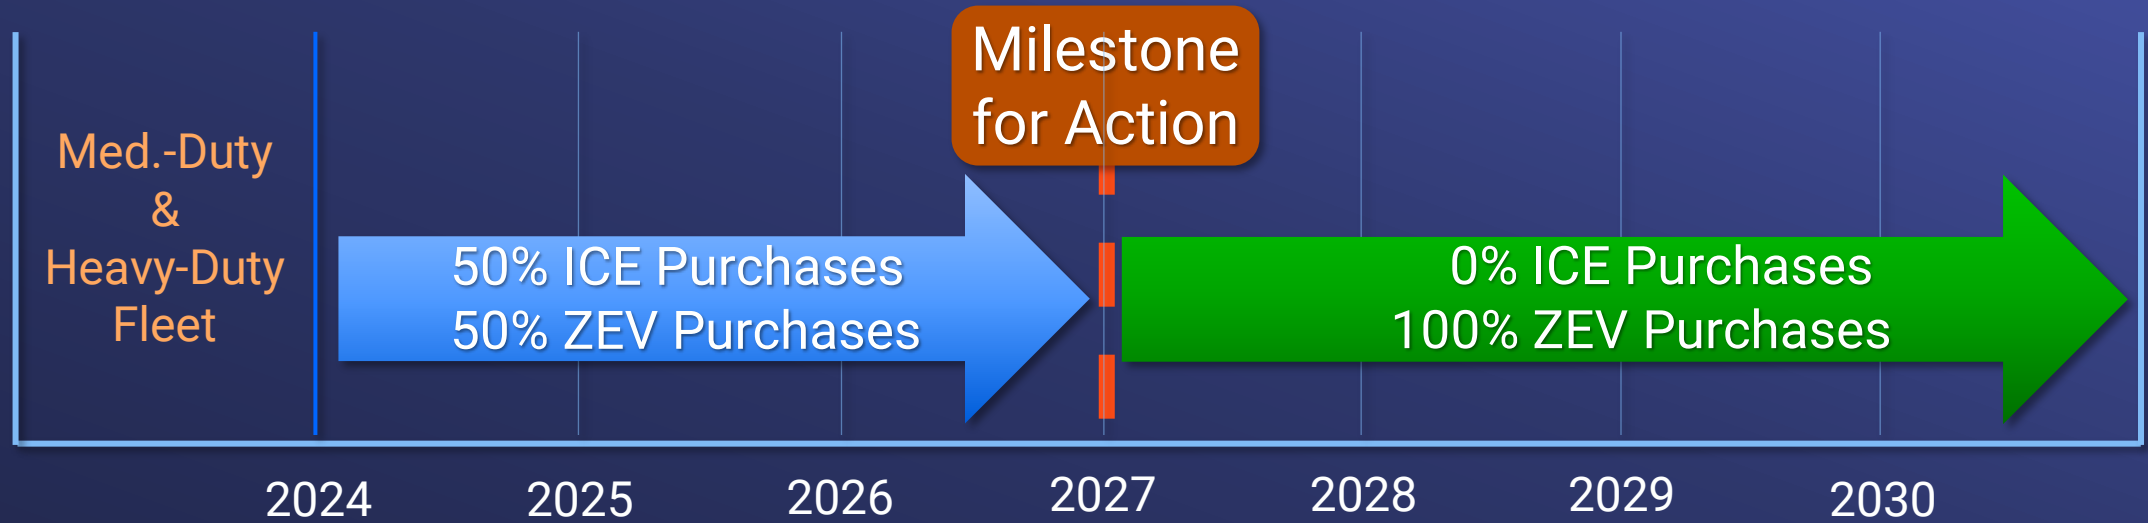 Milestone
for Action
Med.-Duty
&
Heavy-Duty
Fleet
50% ICE Purchases
50% ZEV Purchases
0% ICE Purchases
100% ZEV Purchases
2024 2025 2026 2027 2028 2029 2030